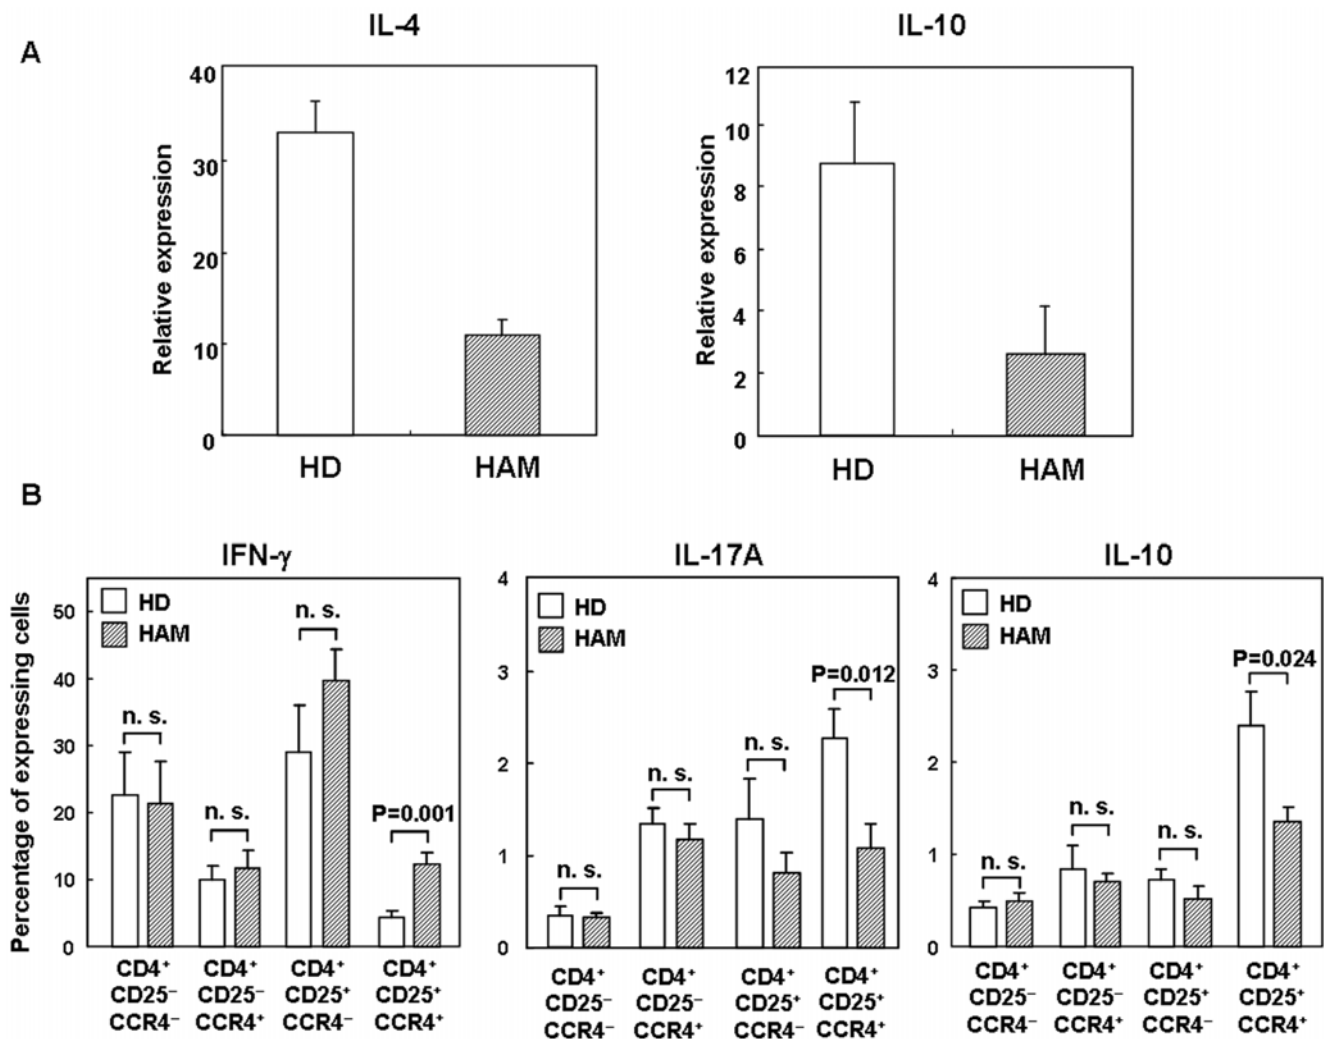 A
IL-4
IL-10
Relative expression
40
30
20
10
0
HD
HAM
Relative expression
12
10
8
6
4
2
0
HD
HAM
B
IFN-γ
IL-17A
IL-10
Percentage of expressing cells
50
40
30
20
10
0
HD
HAM
n. s.
n. s.
n. s.
P=0.001
CD4⁺ CD4⁺ CD4⁺ CD4⁺
CD25⁻ CD25⁻ CD25⁺ CD25⁺
CCR4⁻ CCR4⁺ CCR4⁻ CCR4⁺
4
3
2
1
0
HD
HAM
n. s.
n. s.
n. s.
P=0.012
CD4⁺ CD4⁺ CD4⁺ CD4⁺
CD25⁻ CD25⁻ CD25⁺ CD25⁺
CCR4⁻ CCR4⁺ CCR4⁻ CCR4⁺
4
3
2
1
0
HD
HAM
n. s.
n. s.
n. s.
P=0.024
CD4⁺ CD4⁺ CD4⁺ CD4⁺
CD25⁻ CD25⁻ CD25⁺ CD25⁺
CCR4⁻ CCR4⁺ CCR4⁻ CCR4⁺